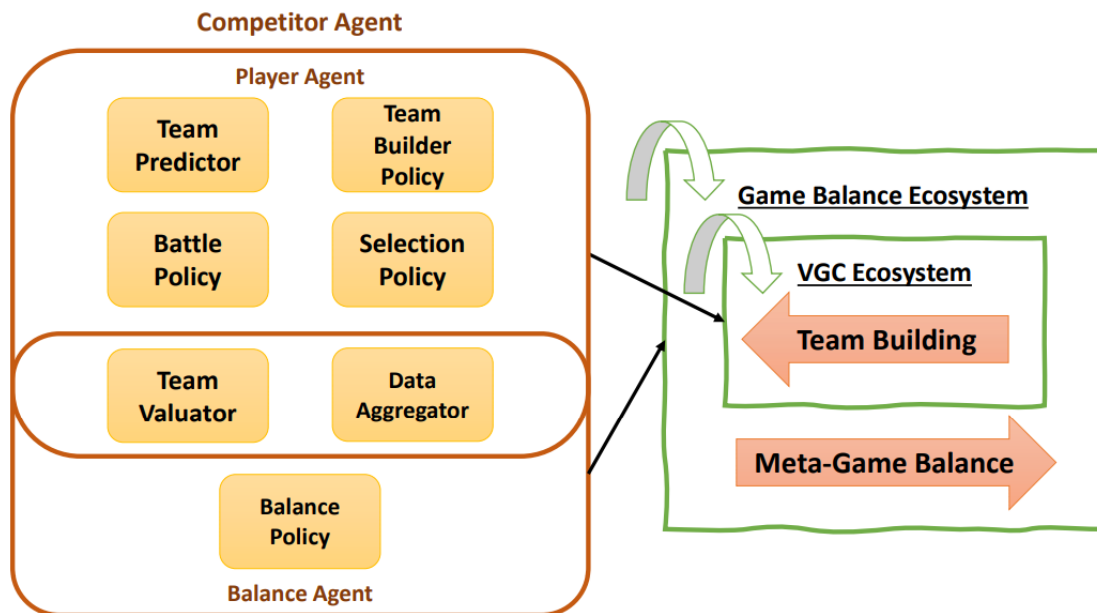 Competitor Agent
Player Agent
Team
Predictor
Team
Builder
Policy
Battle
Policy
Selection
Policy
Team
Valuator
Data
Aggregator
Balance
Policy
Balance Agent
Game Balance Ecosystem
VGC Ecosystem
Team Building
Meta-Game Balance